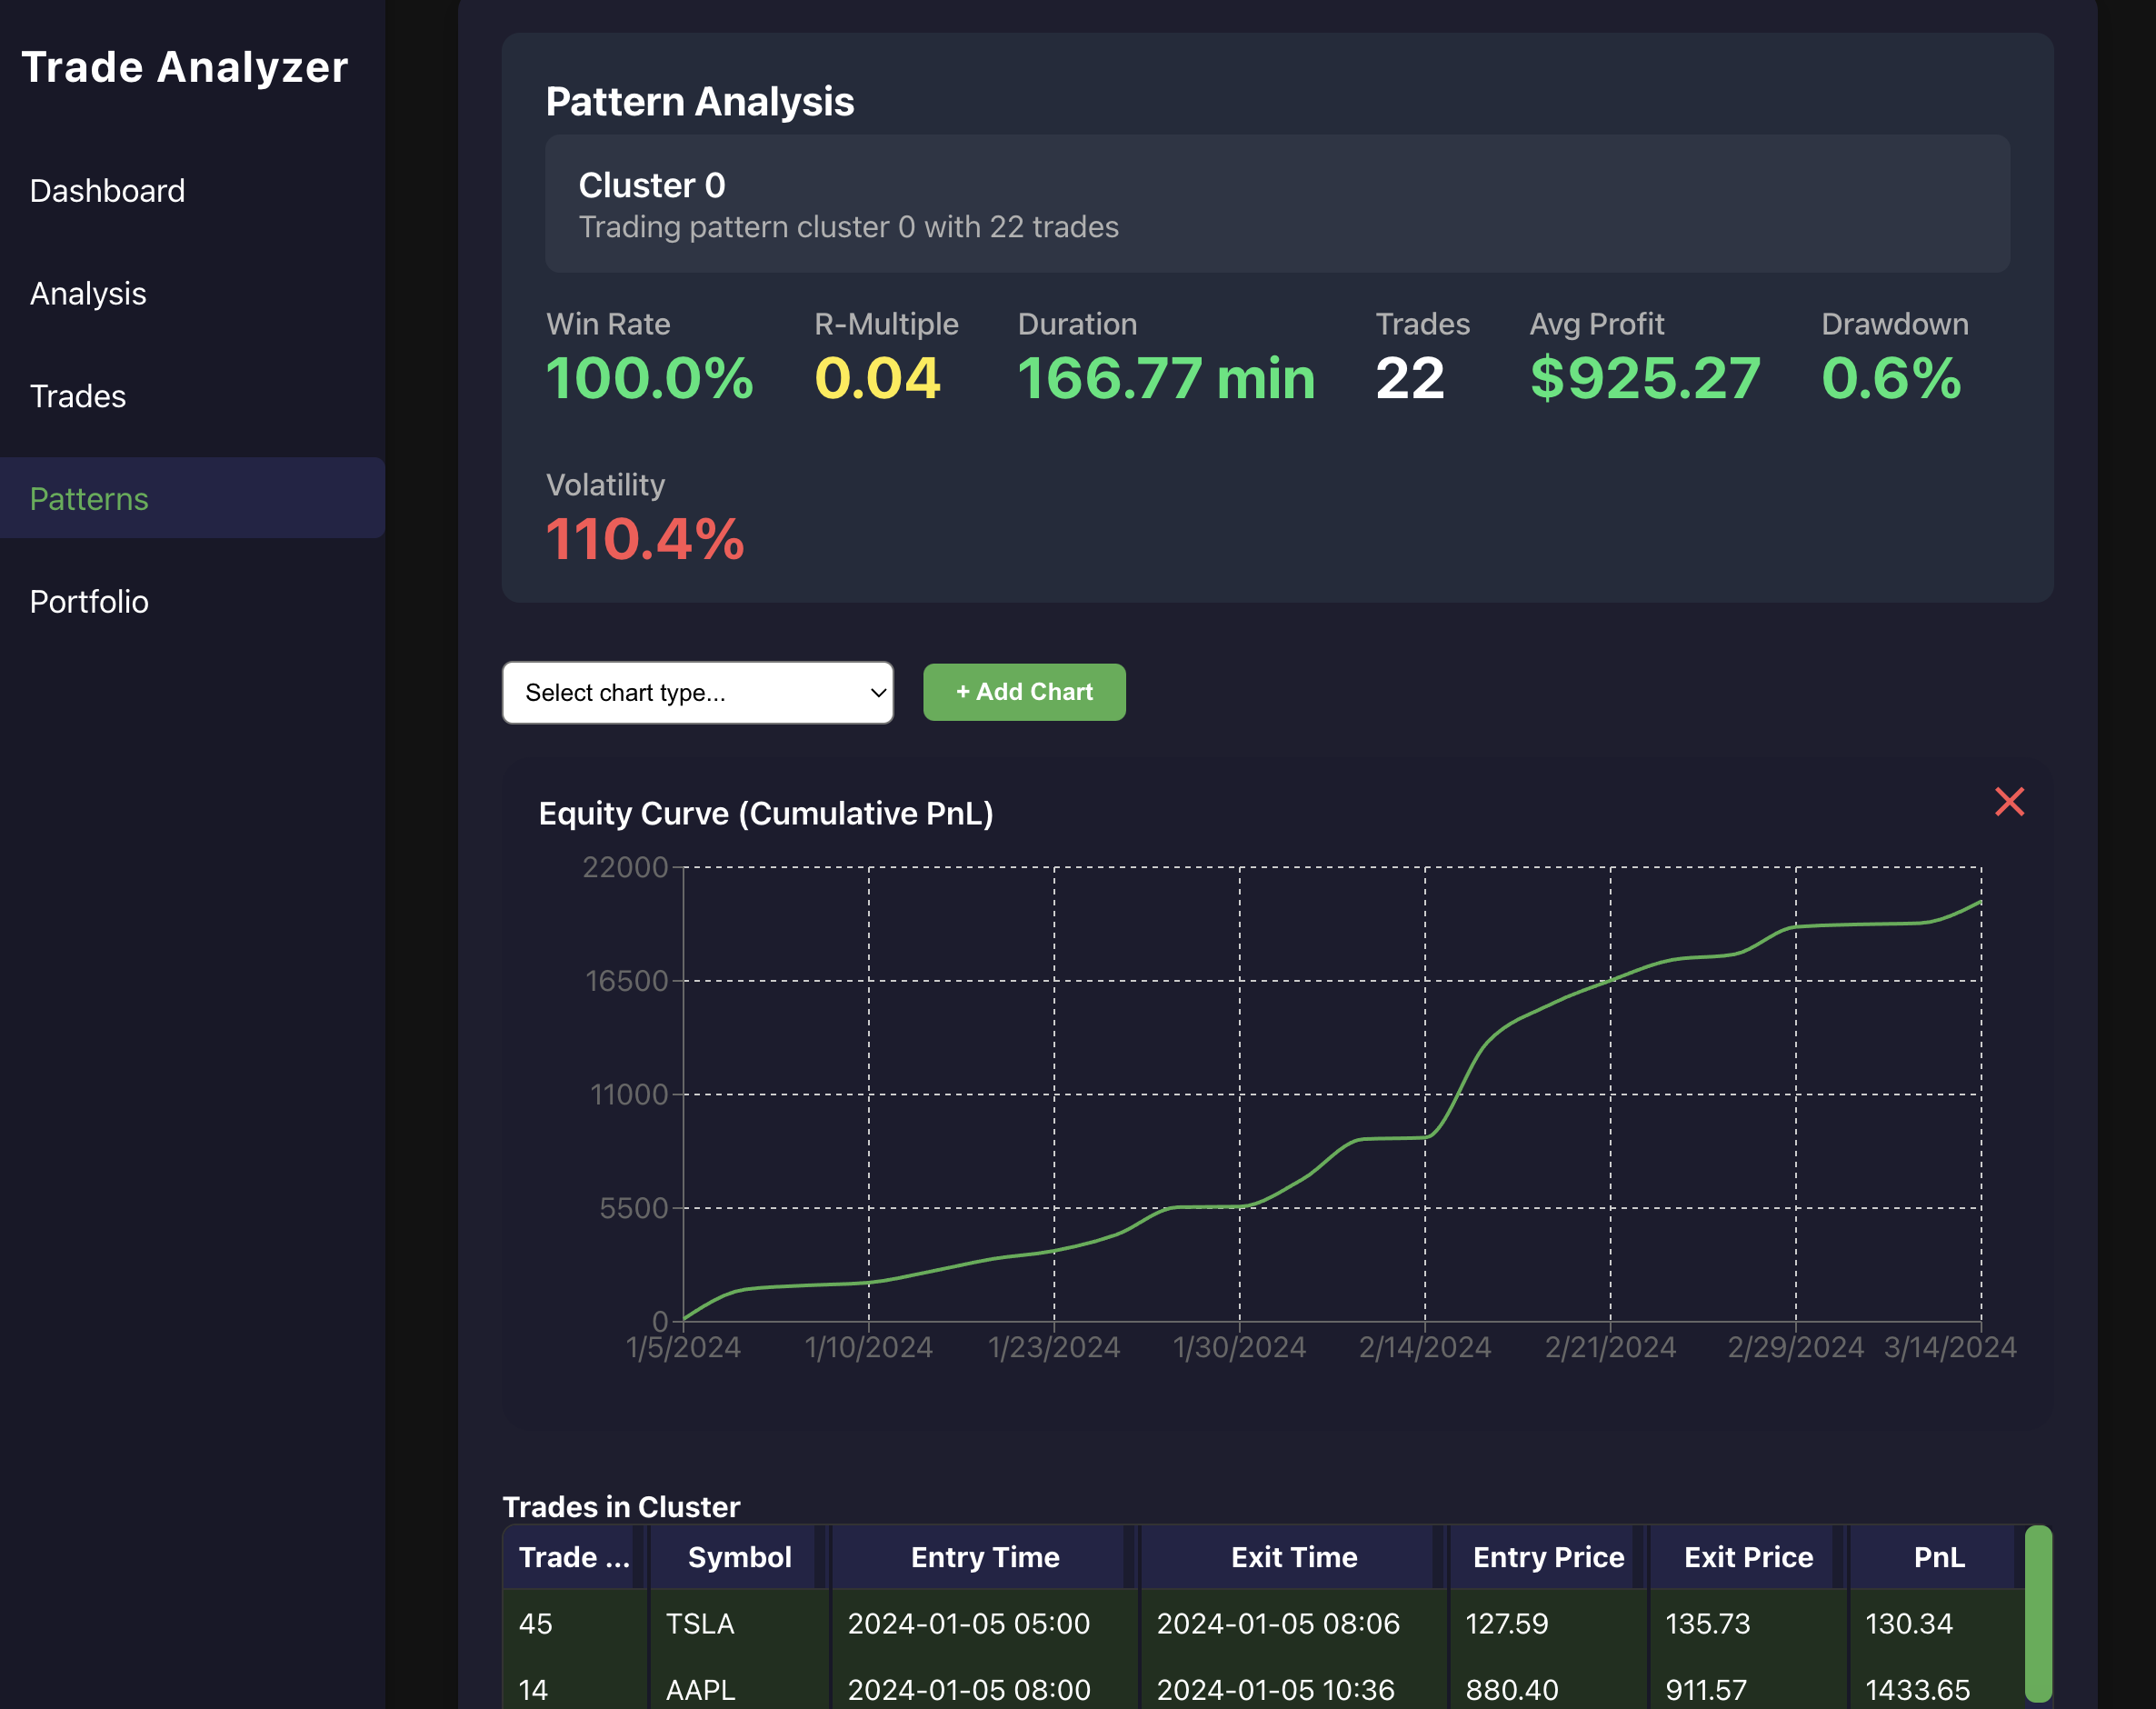 Trade Analyzer
Dashboard
Analysis
Trades
Patterns
Portfolio
Pattern Analysis
Cluster 0
Trading pattern cluster 0 with 22 trades
Win Rate R-Multiple Duration Trades Avg Profit Drawdown
100.0% 0.04 166.77 min 22 $925.27 0.6%
Volatility
110.4%
Select chart type... + Add Chart
Equity Curve (Cumulative PnL)
22000
16500
11000
5500
0
1/5/2024 1/10/2024 1/23/2024 1/30/2024 2/14/2024 2/21/2024 2/29/2024 3/14/2024
Trades in Cluster
Trade ... Symbol Entry Time Exit Time Entry Price Exit Price PnL
45 TSLA 2024-01-05 05:00 2024-01-05 08:06 127.59 135.73 130.34
14 AAPL 2024-01-05 08:00 2024-01-05 10:36 880.40 911.57 1433.65